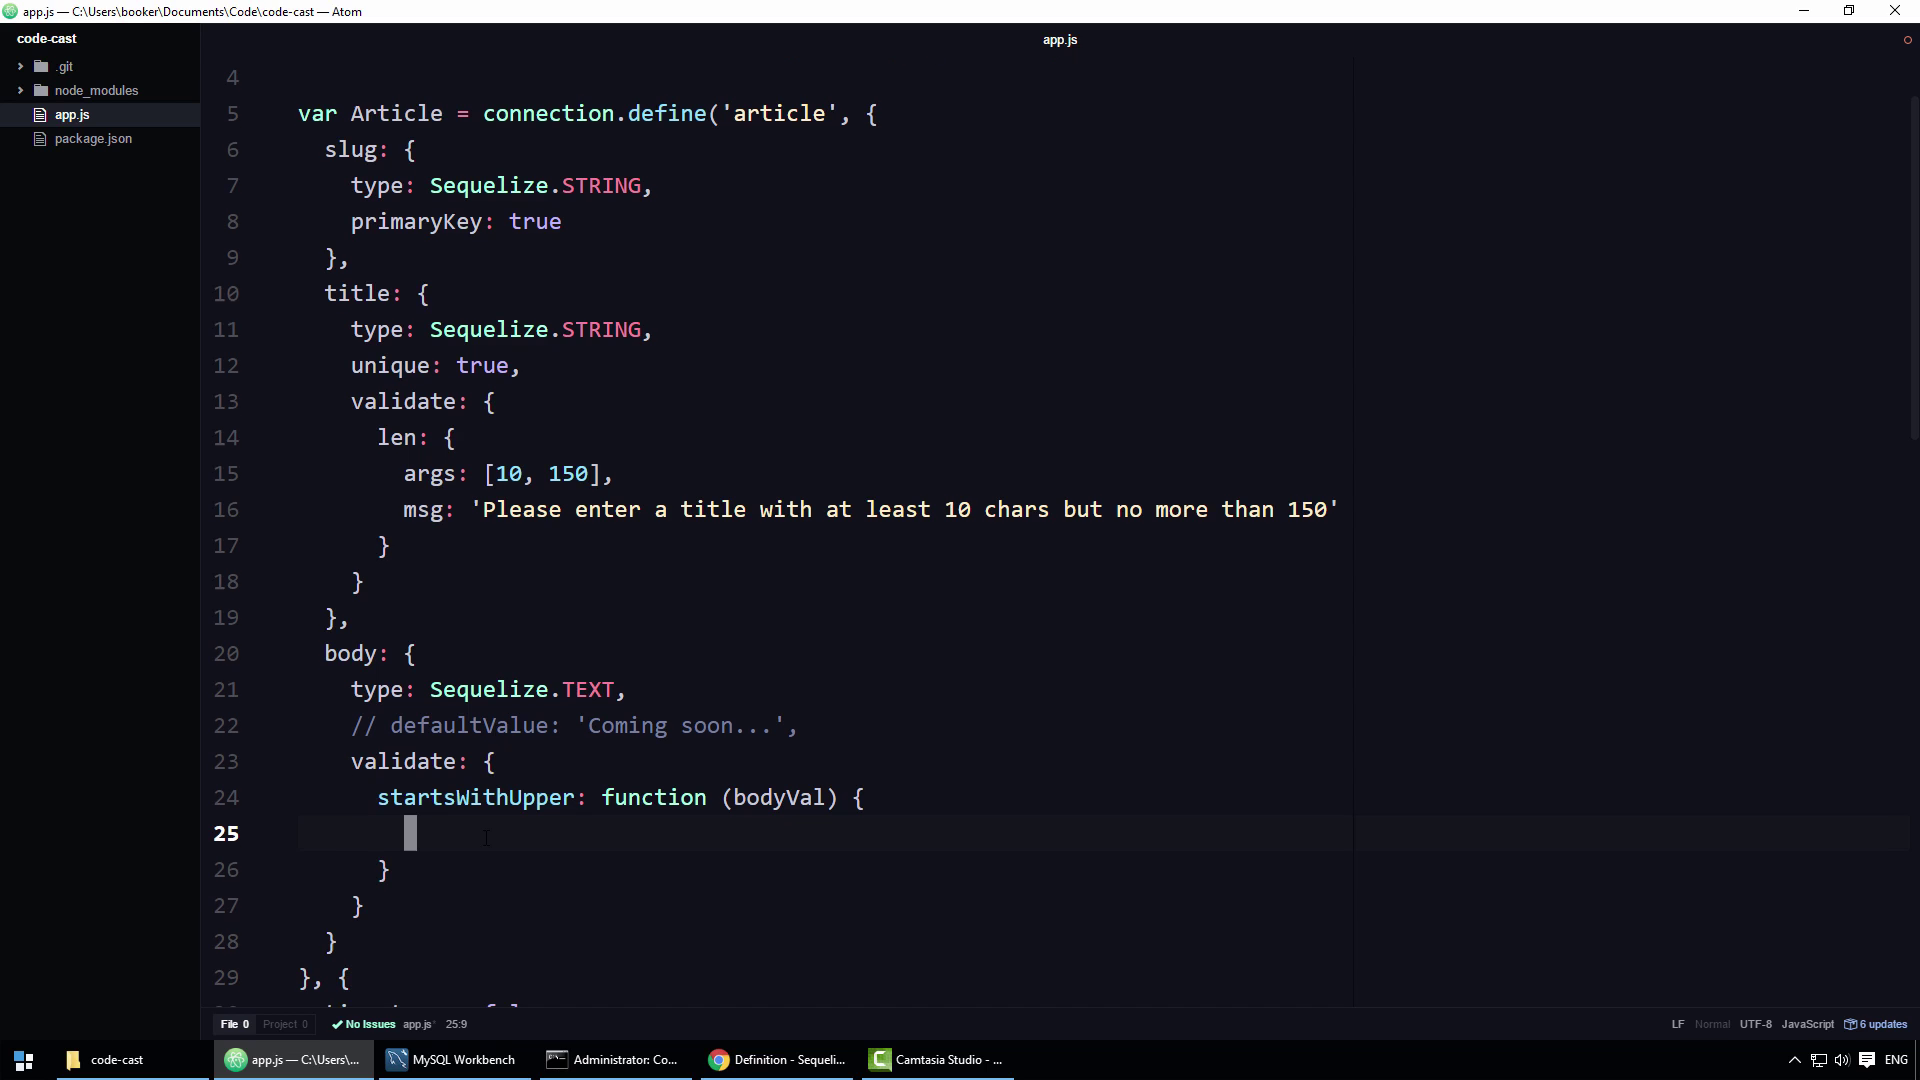 app.js — C:\Users\booker\Documents\Code\code-cast — Atom
code-cast
.git
node_modules
app.js
package.json
app.js
4
5 var Article = connection.define('article', {
6 slug: {
7 type: Sequelize.STRING,
8 primaryKey: true
9 },
10 title: {
11 type: Sequelize.STRING,
12 unique: true,
13 validate: {
14 len: {
15 args: [10, 150],
16 msg: 'Please enter a title with at least 10 chars but no more than 150'
17 }
18 }
19 },
20 body: {
21 type: Sequelize.TEXT,
22 // defaultValue: 'Coming soon...',
23 validate: {
24 startsWithUpper: function (bodyVal) {
25
26 }
27 }
28 }
29 }, {
File 0 Project 0 No Issues app.js* 25:9 LF Normal UTF-8 JavaScript 6 updates
code-cast app.js — C:\Users\... MySQL Workbench Administrator: Co... Definition - Sequeli... Camtasia Studio - ... ENG